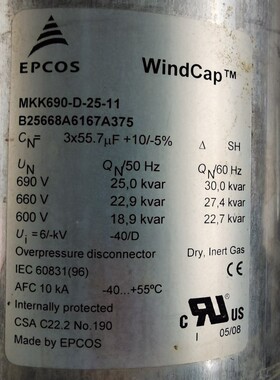 EPCOS
WindCap™
MKK690-D-25-11
B25668A6167A375
CN= 3x55.7µF +10/-5% Δ SH
UN QN/50 Hz QN/60 Hz
690 V 25,0 kvar 30,0 kvar
660 V 22,9 kvar 27,4 kvar
600 V 18,9 kvar 22,7 kvar
Ui =6/-kV -40/D
Overpressure disconnector Dry, Inert Gas
IEC 60831(96) CE
AFC 10 kA -40...+55°C
Internally protected
CSA C22.2 No.190
Made by EPCOS
c RU US
I 05/08